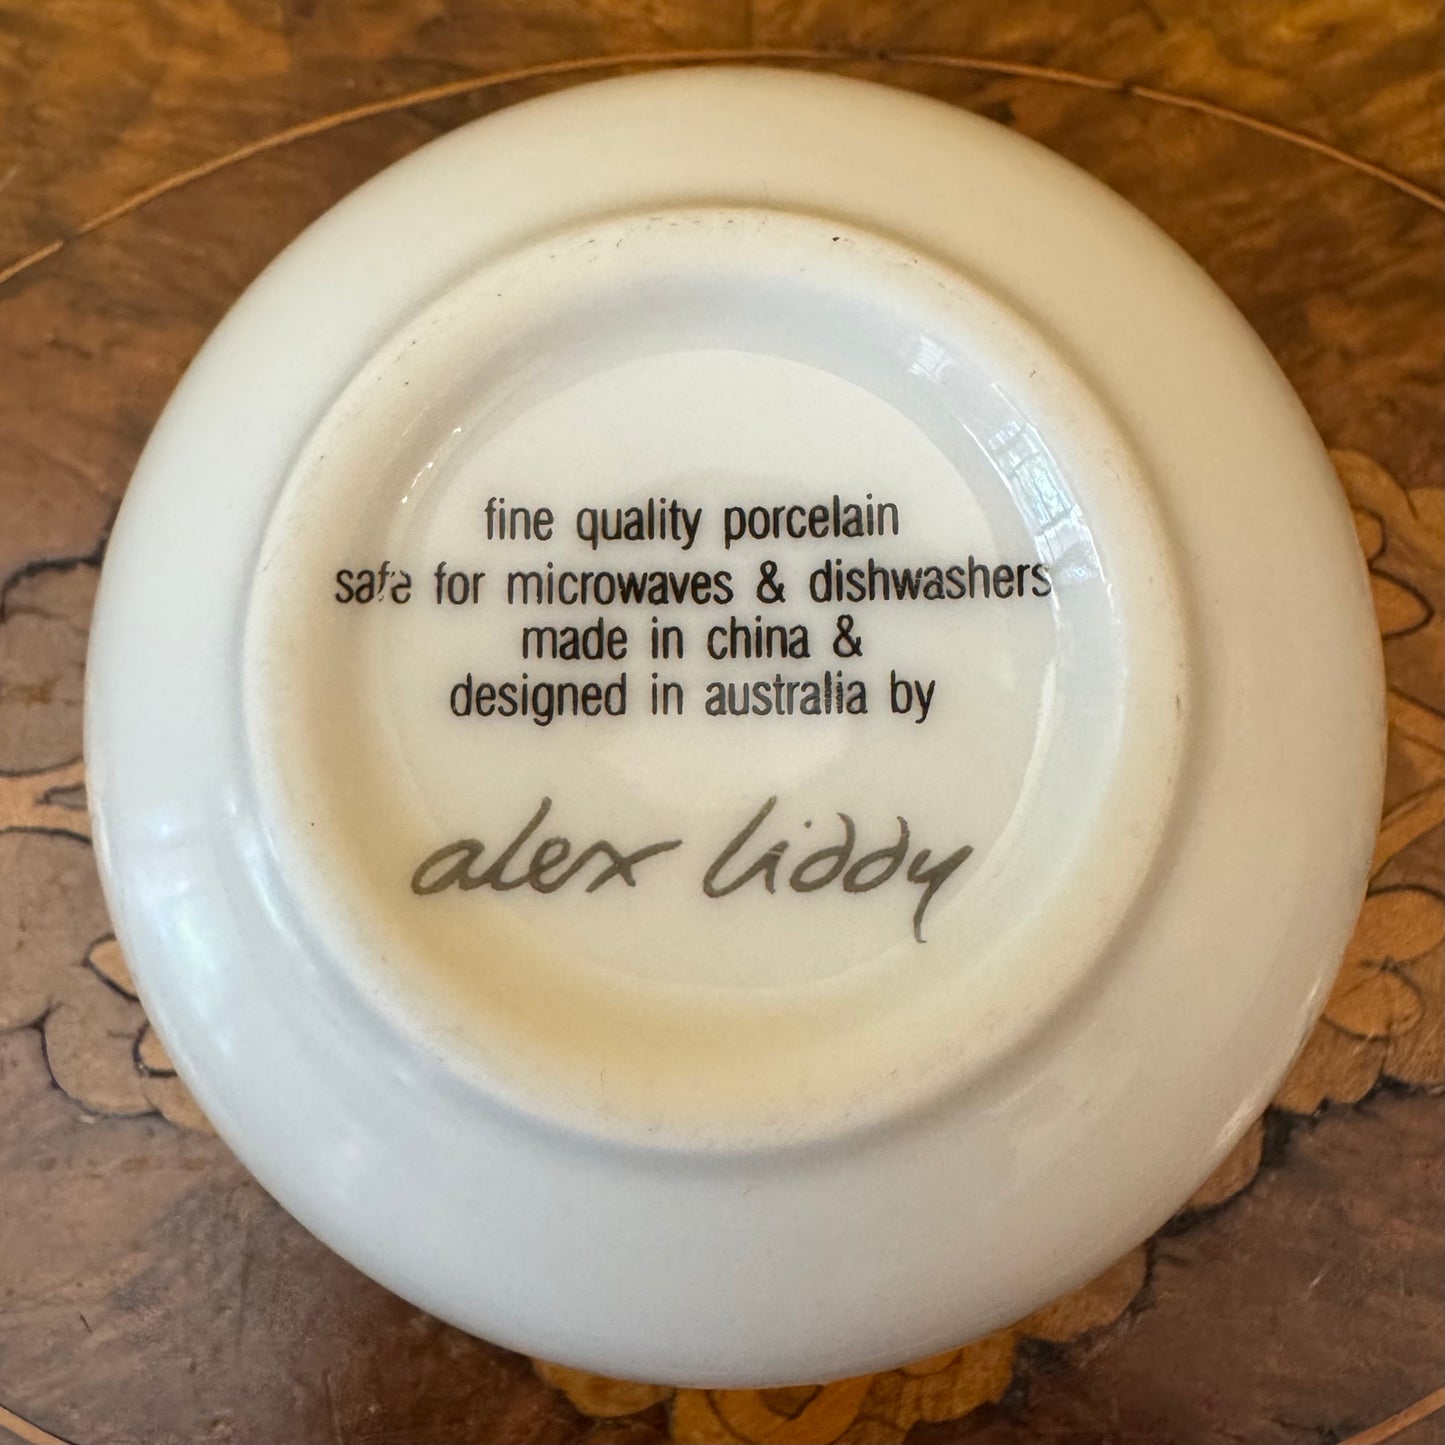 fine quality porcelain
safe for microwaves & dishwashers
made in china &
designed in australia by
alex liddy